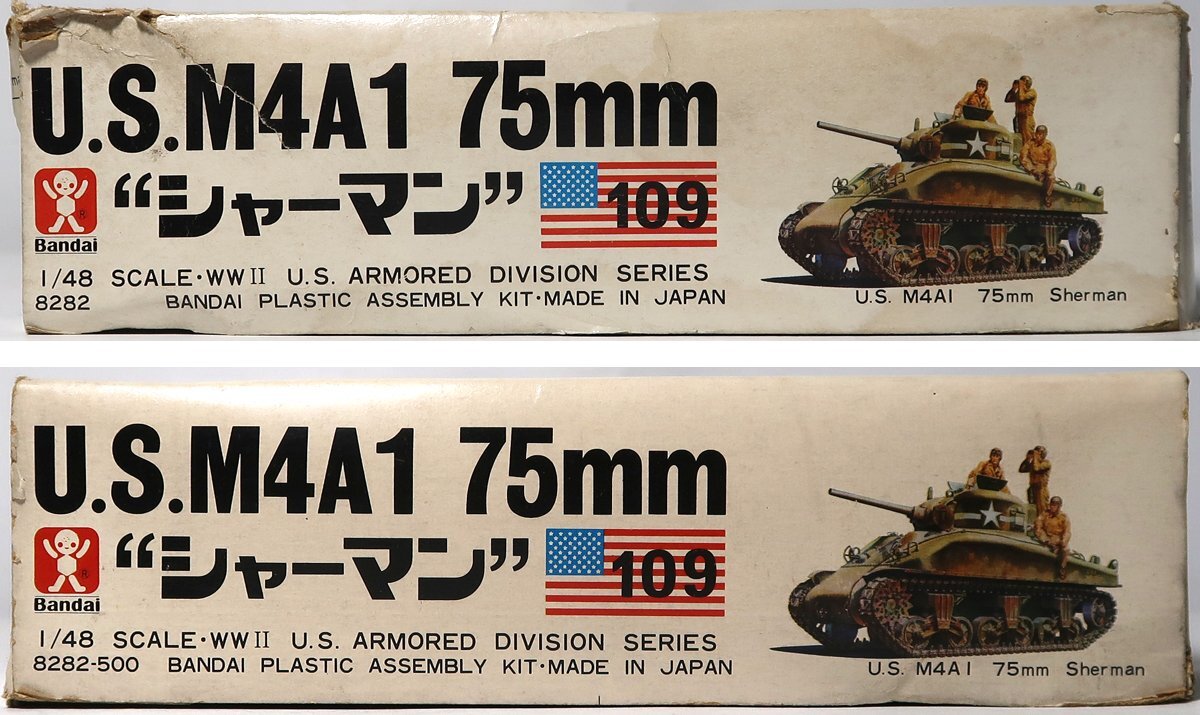 U.S.M4A1 75mm
Bandai
“シャーマン” 109
1/48 SCALE・WWII U.S. ARMORED DIVISION SERIES
8282 BANDAI PLASTIC ASSEMBLY KIT・MADE IN JAPAN
U.S. M4A1 75mm Sherman
U.S.M4A1 75mm
Bandai
“シャーマン” 109
1/48 SCALE・WWII U.S. ARMORED DIVISION SERIES
8282-500 BANDAI PLASTIC ASSEMBLY KIT・MADE IN JAPAN
U.S. M4A1 75mm Sherman